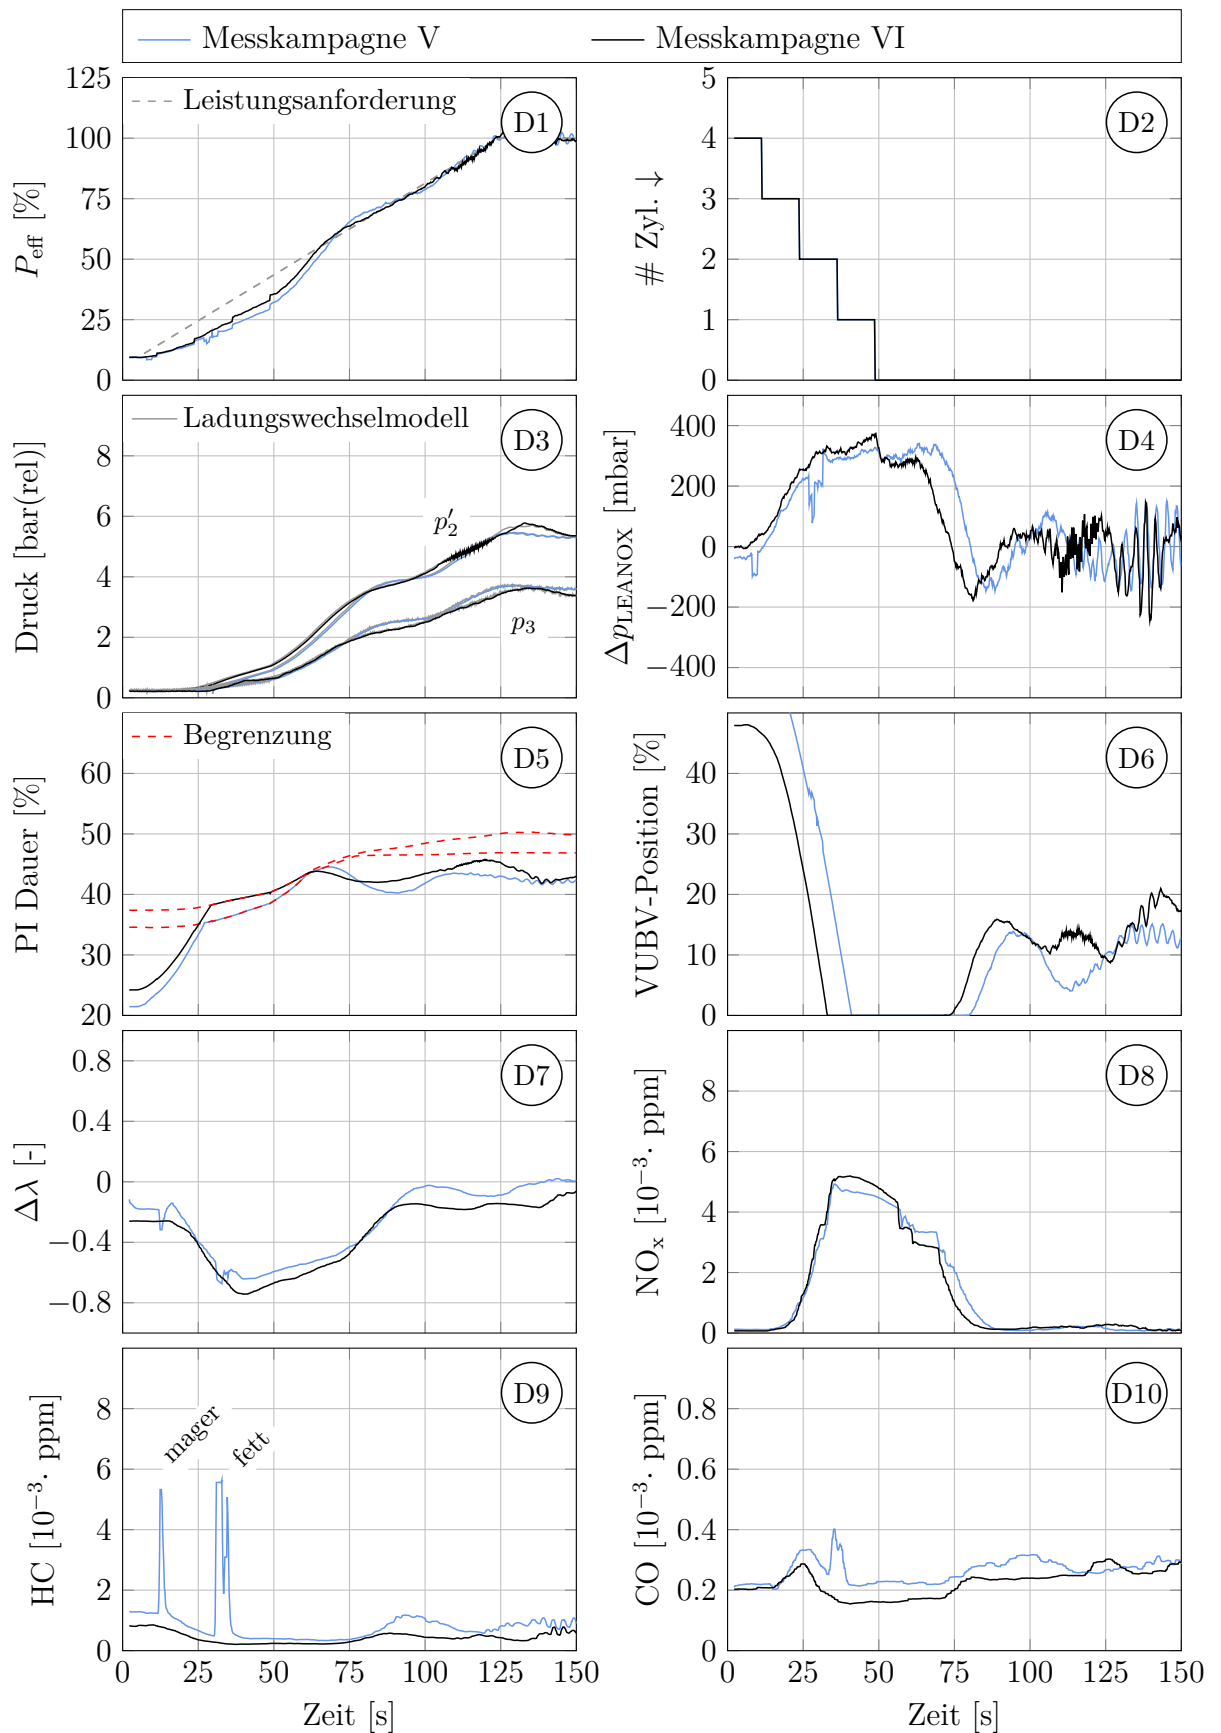 Messkampagne V Messkampagne VI
Leistungsanforderung
D1
P_eff [%]
125
100
75
50
25
0
D2
# Zyl. ↓
5
4
3
2
1
0
Ladungswechselmodell
D3
Druck [bar(rel)]
8
6
4
2
0
p′₂
p₃
D4
Δp_LEANOX [mbar]
400
200
0
−200
−400
Begrenzung
D5
PI Dauer [%]
60
50
40
30
20
D6
VUBV-Position [%]
40
30
20
10
0
D7
Δλ [-]
0.8
0.4
0
−0.4
−0.8
D8
NOₓ [10⁻³· ppm]
8
6
4
2
0
D9
HC [10⁻³· ppm]
8
6
4
2
0
mager
fett
0 25 50 75 100 125 150
Zeit [s]
D10
CO [10⁻³· ppm]
0.8
0.6
0.4
0.2
0
0 25 50 75 100 125 150
Zeit [s]